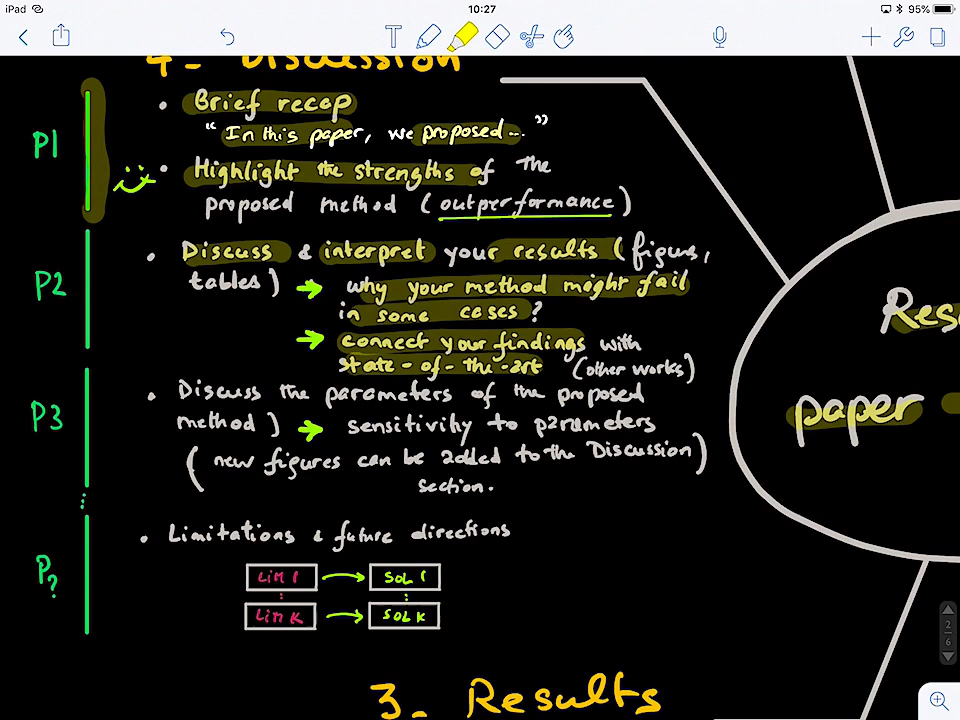 iPad
10:27
95%
4- Discussion
P1
• Brief recap
" In this paper, we proposed... "
• Highlight the strengths of the
proposed method (outperformance)
P2
• Discuss & interpret your results (figures,
tables) → why your method might fail
in some cases?
→ connect your findings with
state-of-the-art (other works)
P3
• Discuss the parameters of the proposed
method) → sensitivity to parameters
(new figures can be added to the Discussion)
section.
P?
• Limitations & future directions
LIM 1 → SOL 1
LIM K → SOL K
3- Results
paper
2
6